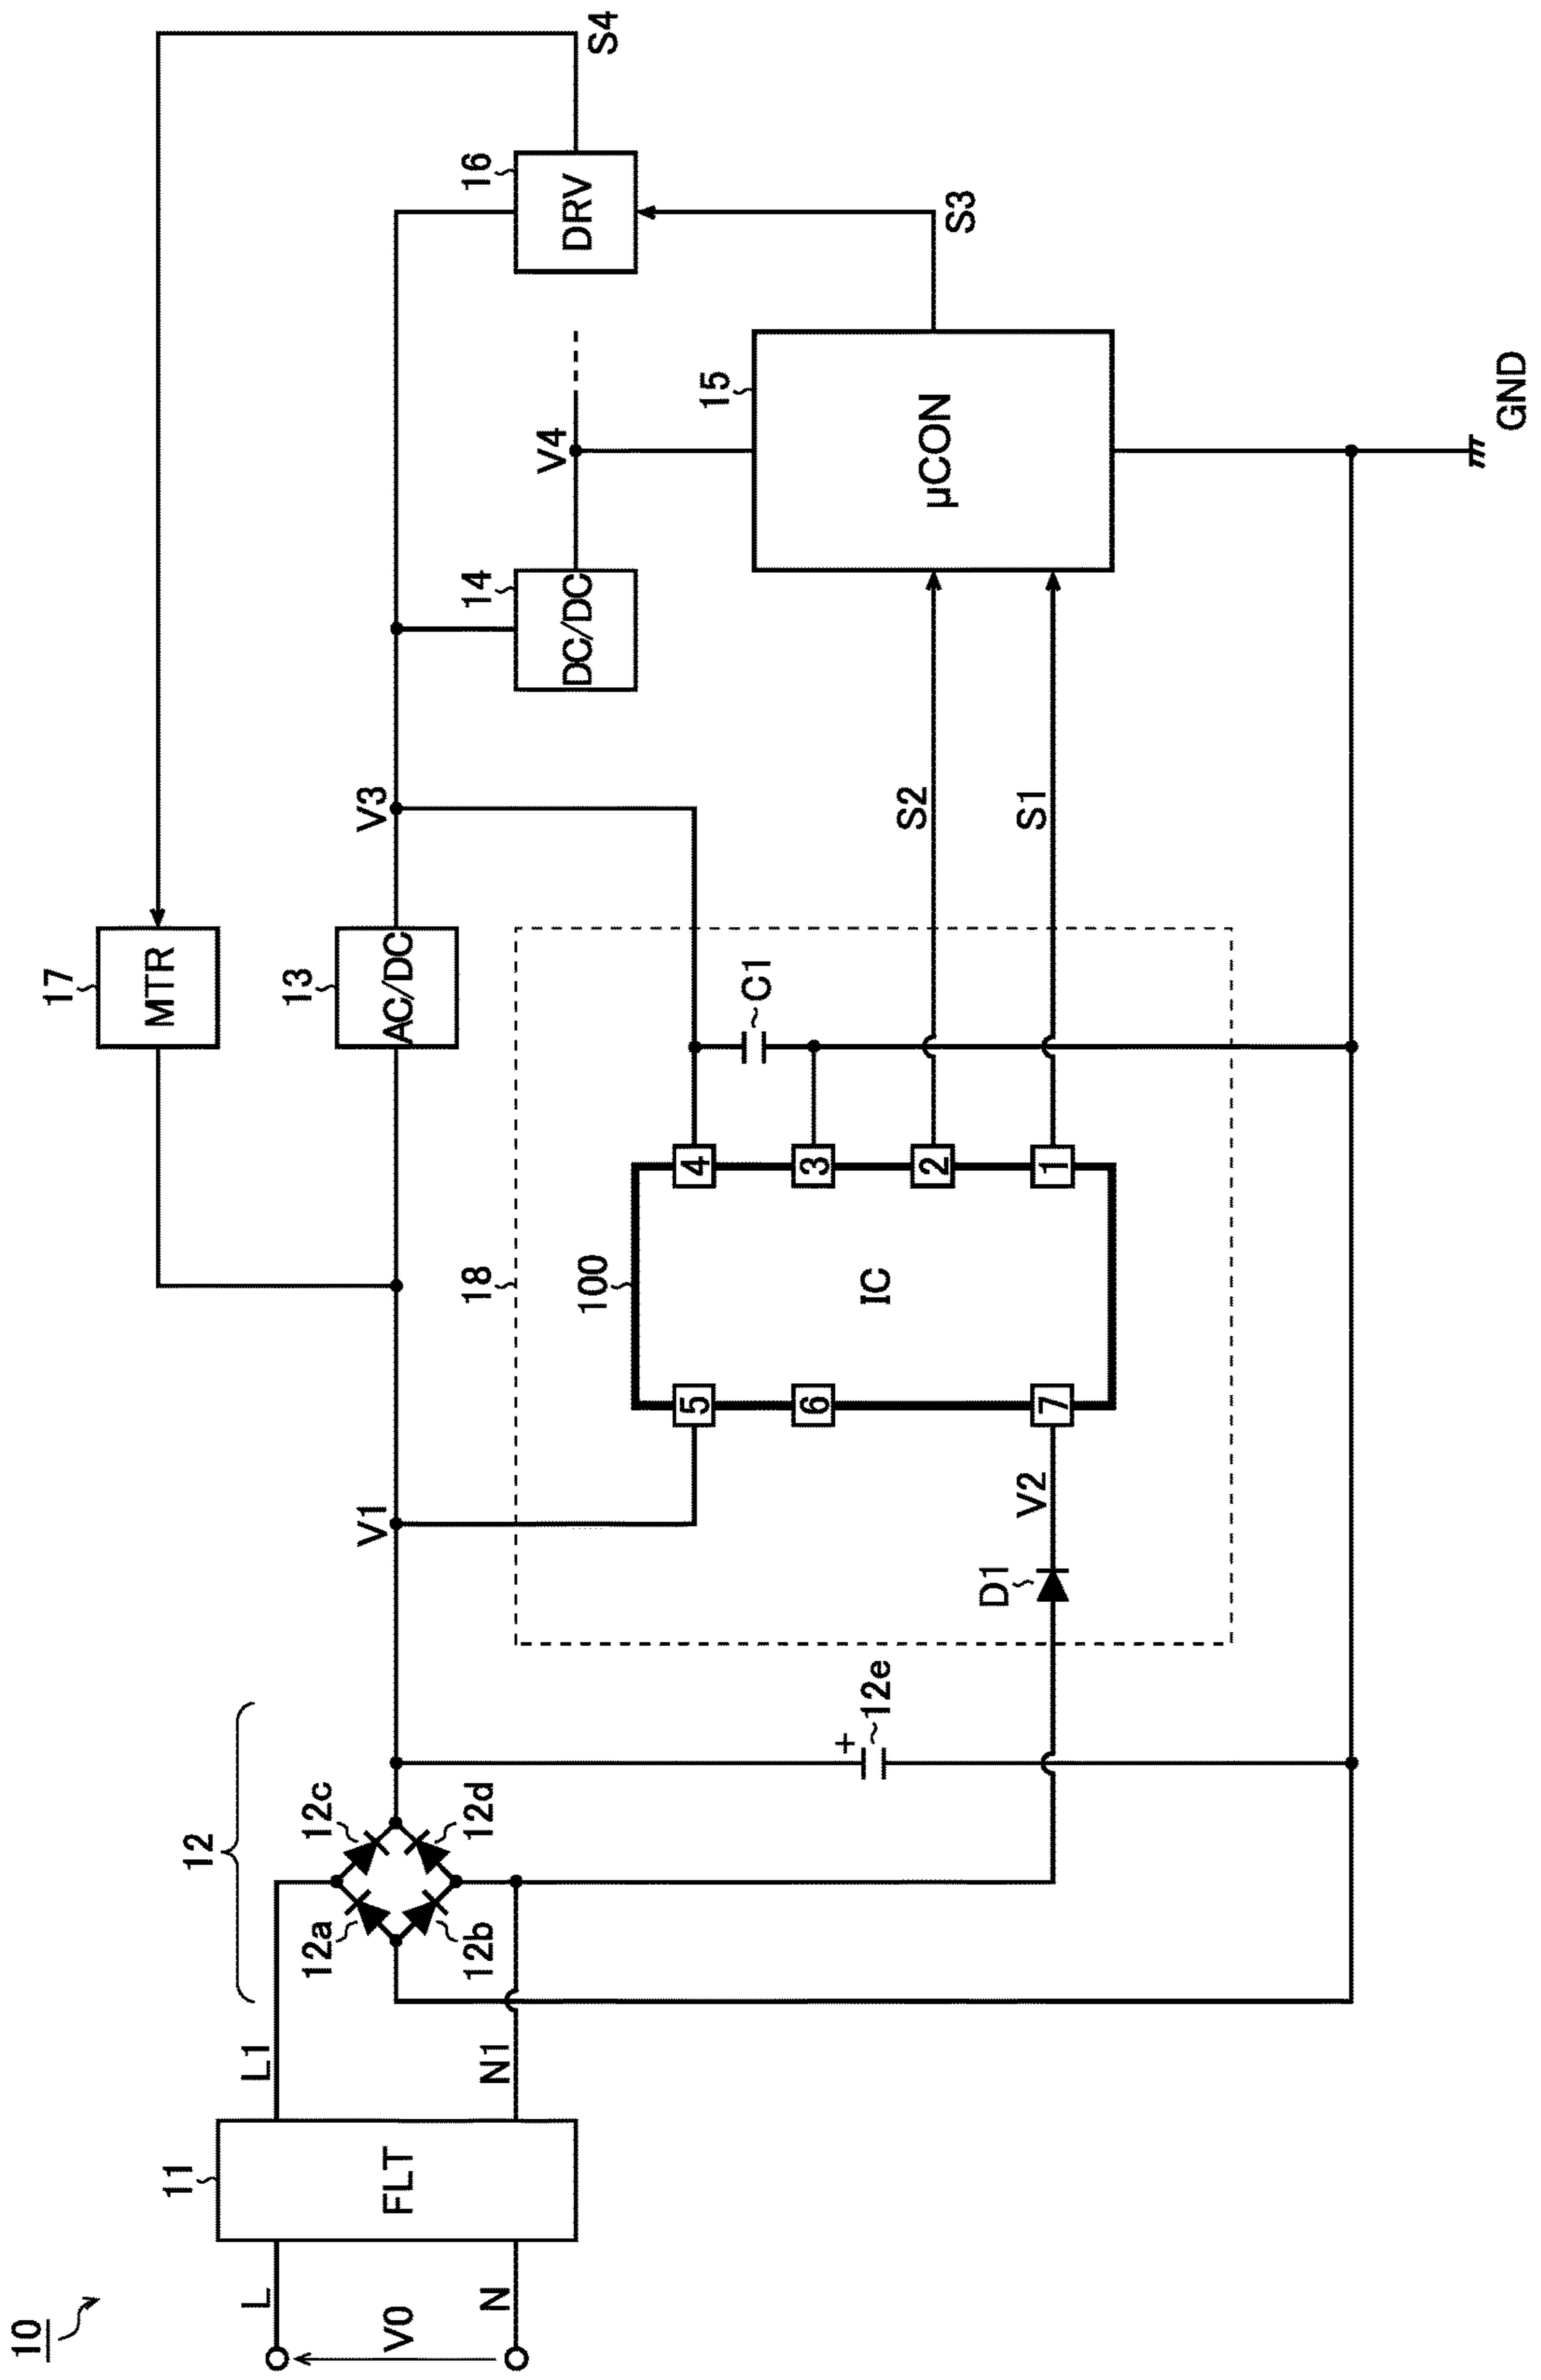 10
L
N
V0
11
FLT
L1
N1
12
12a
12b
12c
12d
12e
+
V1
D1
V2
18
100
IC
5
6
7
4
3
2
1
C1
17
MTR
13
AC/DC
V3
S2
S1
14
DC/DC
V4
15
μCON
GND
16
DRV
S3
S4